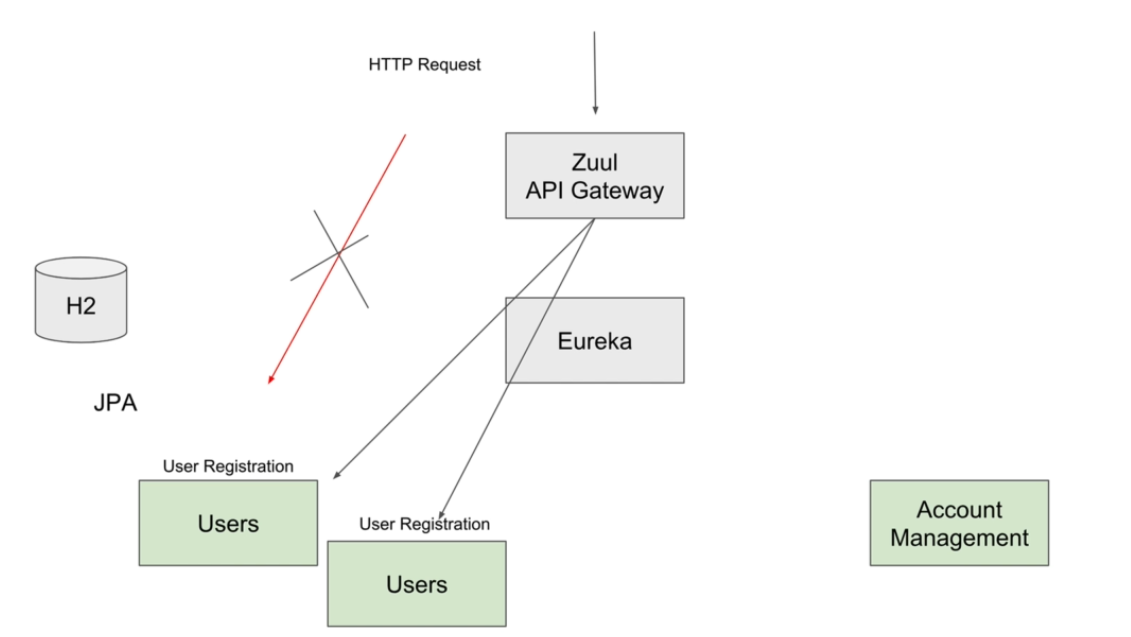 HTTP Request
Zuul
API Gateway
H2
Eureka
JPA
User Registration
Users
User Registration
Users
Account
Management